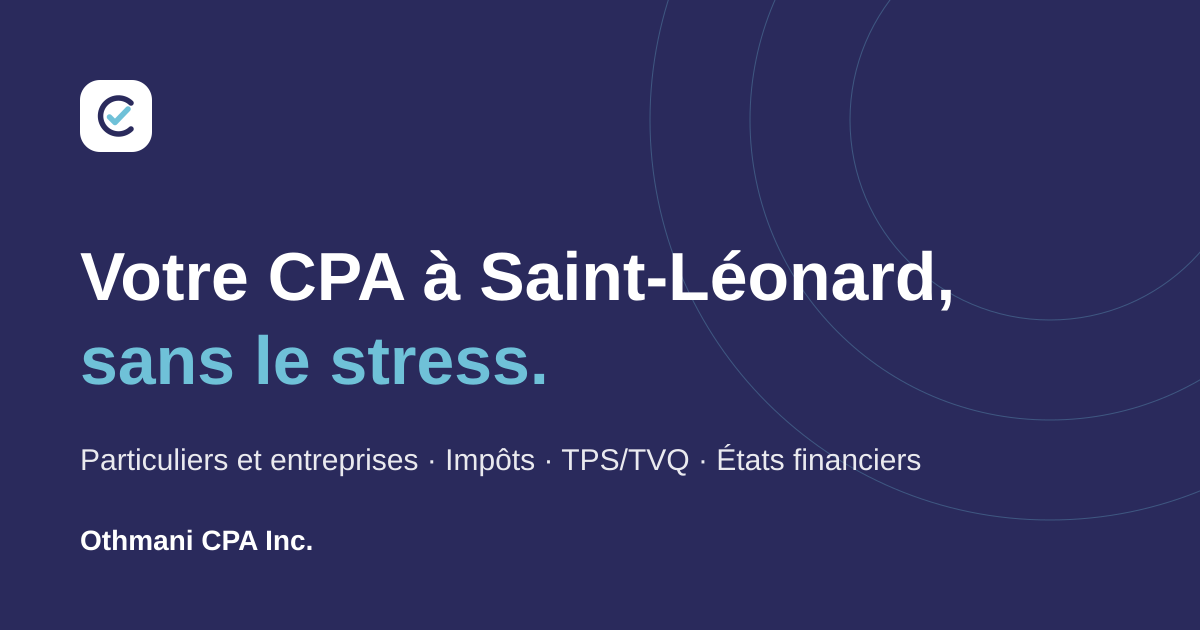 Votre CPA à Saint-Léonard,
sans le stress.
Particuliers et entreprises · Impôts · TPS/TVQ · États financiers
Othmani CPA Inc.